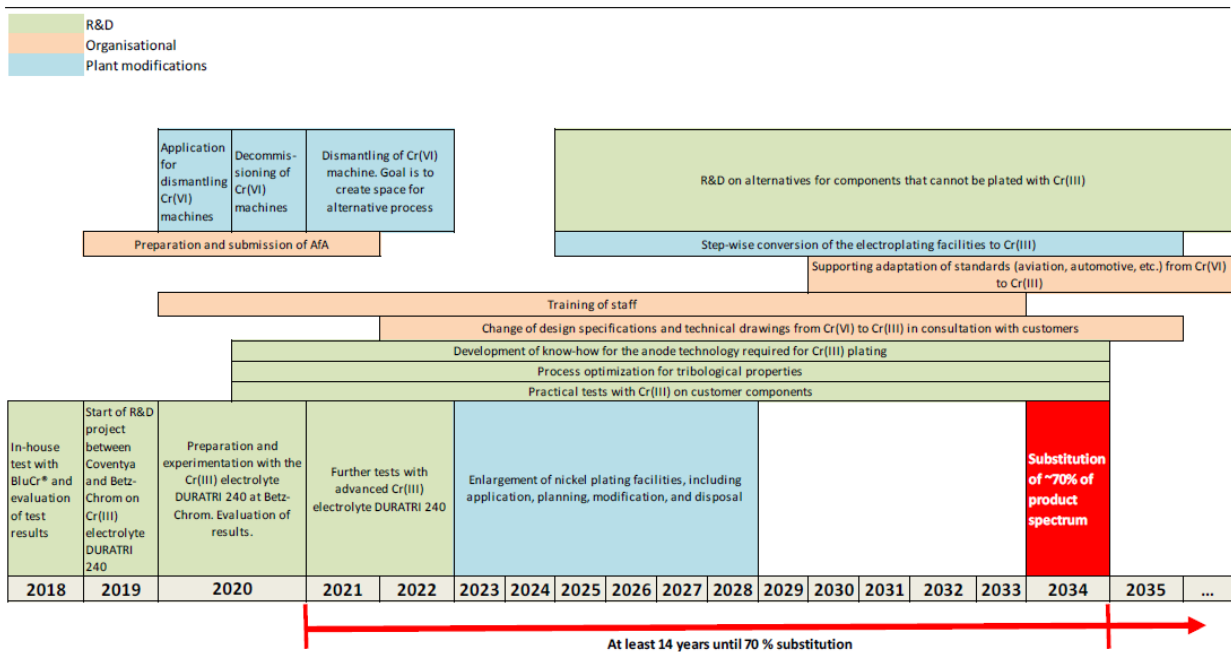 R&D
Organisational
Plant modifications
Application
for
dismantling
Cr(VI)
machines
Decommis-
sioning of
Cr(VI)
machines
Dismantling of Cr(VI)
machine. Goal is to
create space for
alternative process
R&D on alternatives for components that cannot be plated with Cr(III)
Preparation and submission of AfA
Step-wise conversion of the electroplating facilities to Cr(III)
Supporting adaptation of standards (aviation, automotive, etc.) from Cr(VI)
to Cr(III)
Training of staff
Change of design specifications and technical drawings from Cr(VI) to Cr(III) in consultation with customers
Development of know-how for the anode technology required for Cr(III) plating
Process optimization for tribological properties
Practical tests with Cr(III) on customer components
In-house
test with
BluCr® and
evaluation
of test
results
Start of R&D
project
between
Coventya
and Betz-
Chrom on
Cr(III)
electrolyte
DURATRI
240
Preparation and
experimentation with the
Cr(III) electrolyte
DURATRI 240 at Betz-
Chrom. Evaluation of
results.
Further tests with
advanced Cr(III)
electrolyte DURATRI 240
Enlargement of nickel plating facilities, including
application, planning, modification, and disposal
Substitution
of ~70% of
product
spectrum
2018 2019 2020 2021 2022 2023 2024 2025 2026 2027 2028 2029 2030 2031 2032 2033 2034 2035 ...
At least 14 years until 70 % substitution